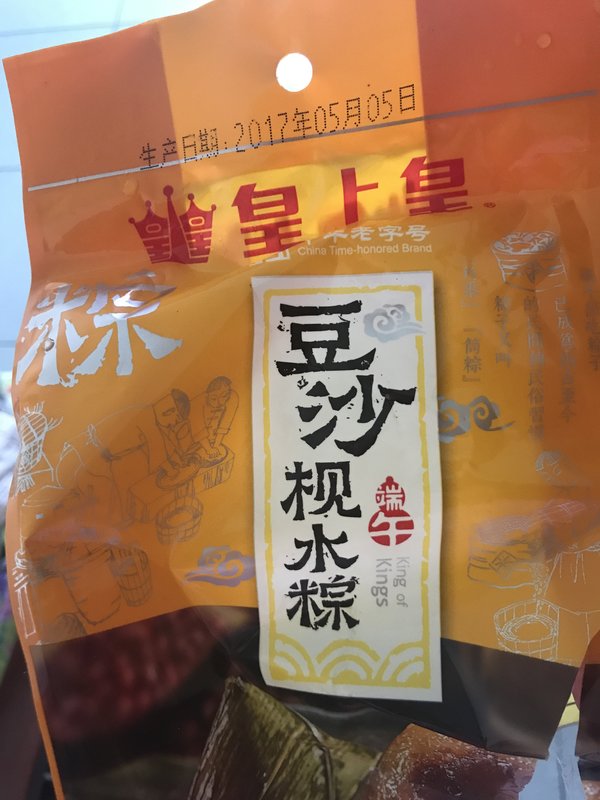 生产日期:2017年05月05日
皇上皇
中华老字号
China Time-honored Brand
粽
豆沙枧水粽
端午
King of
Kings
「筒粽」